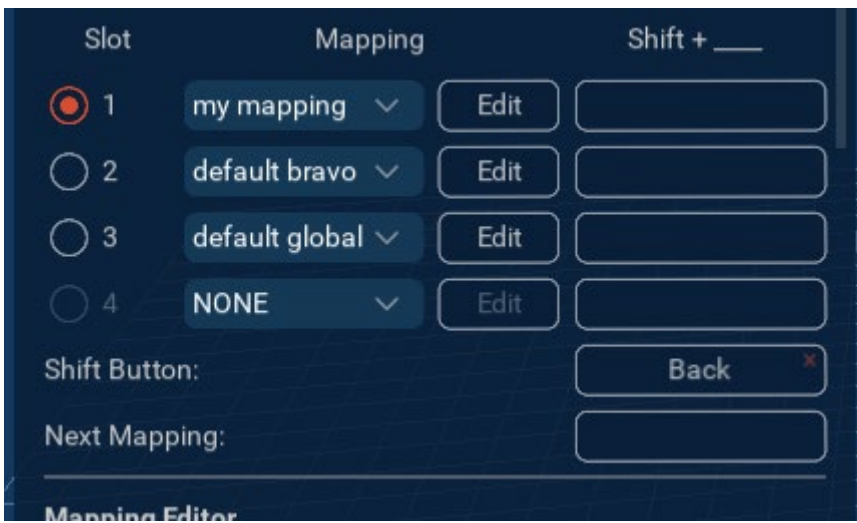 Slot Mapping Shift + ___
1 my mapping Edit
2 default bravo Edit
3 default global Edit
4 NONE Edit
Shift Button: Back ×
Next Mapping:
Mapping Editor